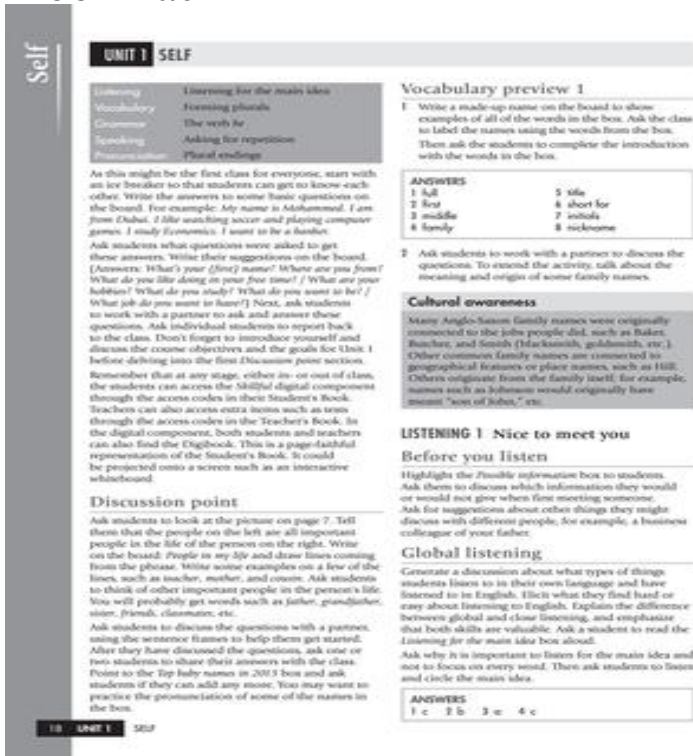 Self
UNIT 1 SELF
Listening Listening for the main idea
Vocabulary Forming plurals
Grammar The verb be
Speaking Asking for repetition
Pronunciation Plural endings
As this might be the first class for everyone, start with
an ice breaker so that students can get to know each
other. Write the answers to some basic questions on
the board. For example: My name is Mohammed. I am
from Dubai. I like watching soccer and playing computer
games. I study Economics. I want to be a banker.
Ask students what questions were asked to get
these answers. Write their suggestions on the board.
(Answers: What's your (first) name? Where are you from?
What do you like doing in your free time? / What are your
hobbies? What do you study? What do you want to be? /
What job do you want to have?) Next, ask students
to work with a partner to ask and answer these
questions. Ask individual students to report back
to the class. Don't forget to introduce yourself and
discuss the course objectives and the goals for Unit 1
before delving into the first Discussion point section.
Remember that at any stage, either in- or out of class,
the students can access the Skillful digital component
through the access codes in their Student's Book.
Teachers can also access extra items such as tests
through the access codes in the Teacher's Book. In
the digital component, both students and teachers
can also find the Digibook. This is a page-faithful
representation of the Student's Book. It could
be projected onto a screen such as an interactive
whiteboard.
Discussion point
Ask students to look at the picture on page 7. Tell
them that the people on the left are all important
people in the life of the person on the right. Write
on the board: People in my life and draw lines coming
from the phrase. Write some examples on a few of the
lines, such as teacher, mother, and cousin. Ask students
to think of other important people in the person's life.
You will probably get words such as father, grandfather,
sister, friends, classmates, etc.
Ask students to discuss the questions with a partner,
using the sentence frames to help them get started.
After they have discussed the questions, ask one or
two students to share their answers with the class.
Point to the Top baby names in 2013 box and ask
students if they can add any more. You may want to
practice the pronunciation of some of the names in
the box.
Vocabulary preview 1
1 Write a made-up name on the board to show
examples of all of the words in the box. Ask the class
to label the names using the words from the box.
Then ask the students to complete the introduction
with the words in the box.
ANSWERS
1 full 5 title
2 first 6 short for
3 middle 7 initials
4 family 8 nickname
2 Ask students to work with a partner to discuss the
questions. To extend the activity, talk about the
meaning and origin of some family names.
Cultural awareness
Many Anglo-Saxon family names were originally
connected to the jobs people did, such as Baker,
Butcher, and Smith (blacksmith, goldsmith, etc.).
Other common family names are connected to
geographical features or place names, such as Hill.
Others originate from the family itself, for example,
names such as Johnson would originally have
meant "son of John," etc.
LISTENING 1 Nice to meet you
Before you listen
Highlight the Possible information box to students.
Ask them to discuss which information they would
or would not give when first meeting someone.
Ask for suggestions about other things they might
discuss with different people, for example, a business
colleague of your father.
Global listening
Generate a discussion about what types of things
students listen to in their own language and have
listened to in English. Elicit what they find hard or
easy about listening to English. Explain the difference
between global and close listening, and emphasize
that both skills are valuable. Ask a student to read the
Listening for the main idea box aloud.
Ask why it is important to listen for the main idea and
not to focus on every word. Then ask students to listen
and circle the main idea.
ANSWERS
1 c 2 b 3 a 4 c
10 UNIT 1 SELF